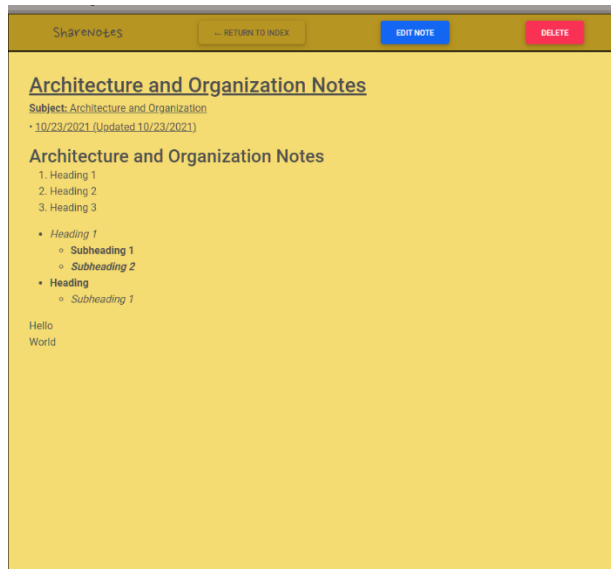 ShareNotes
← RETURN TO INDEX
EDIT NOTE
DELETE
Architecture and Organization Notes
Subject: Architecture and Organization
• 10/23/2021 (Updated 10/23/2021)
Architecture and Organization Notes
1. Heading 1
2. Heading 2
3. Heading 3
• Heading 1
◦ Subheading 1
◦ Subheading 2
• Heading
◦ Subheading 1
Hello
World